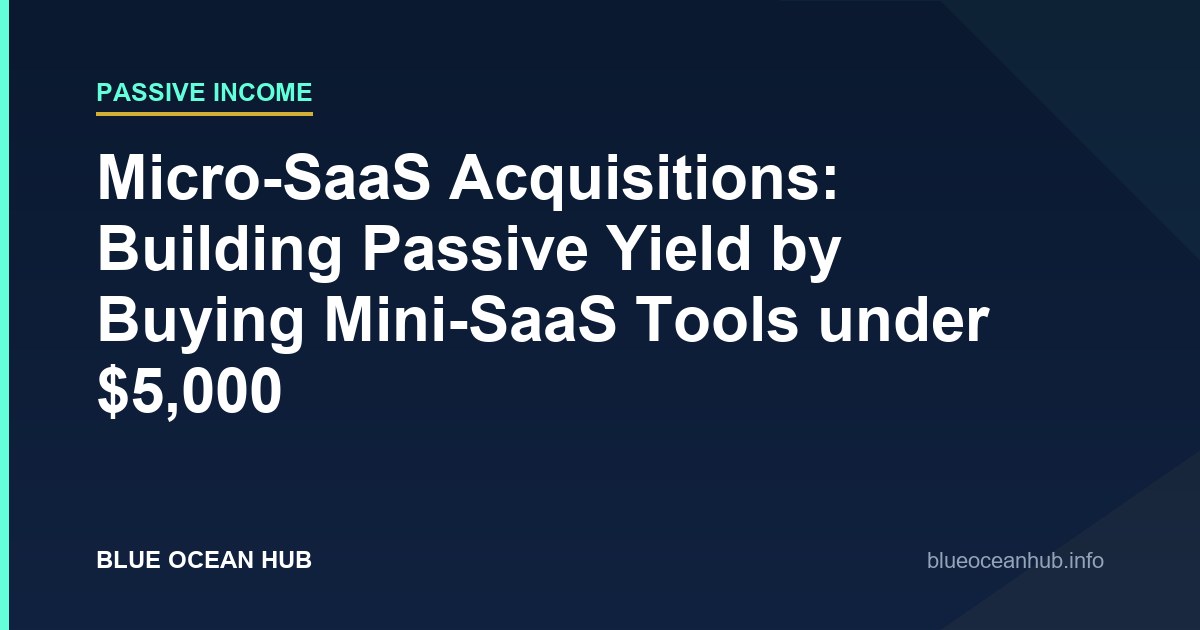 PASSIVE INCOME
Micro-SaaS Acquisitions:
Building Passive Yield by
Buying Mini-SaaS Tools under
$5,000
BLUE OCEAN HUB
blueoceanhub.info